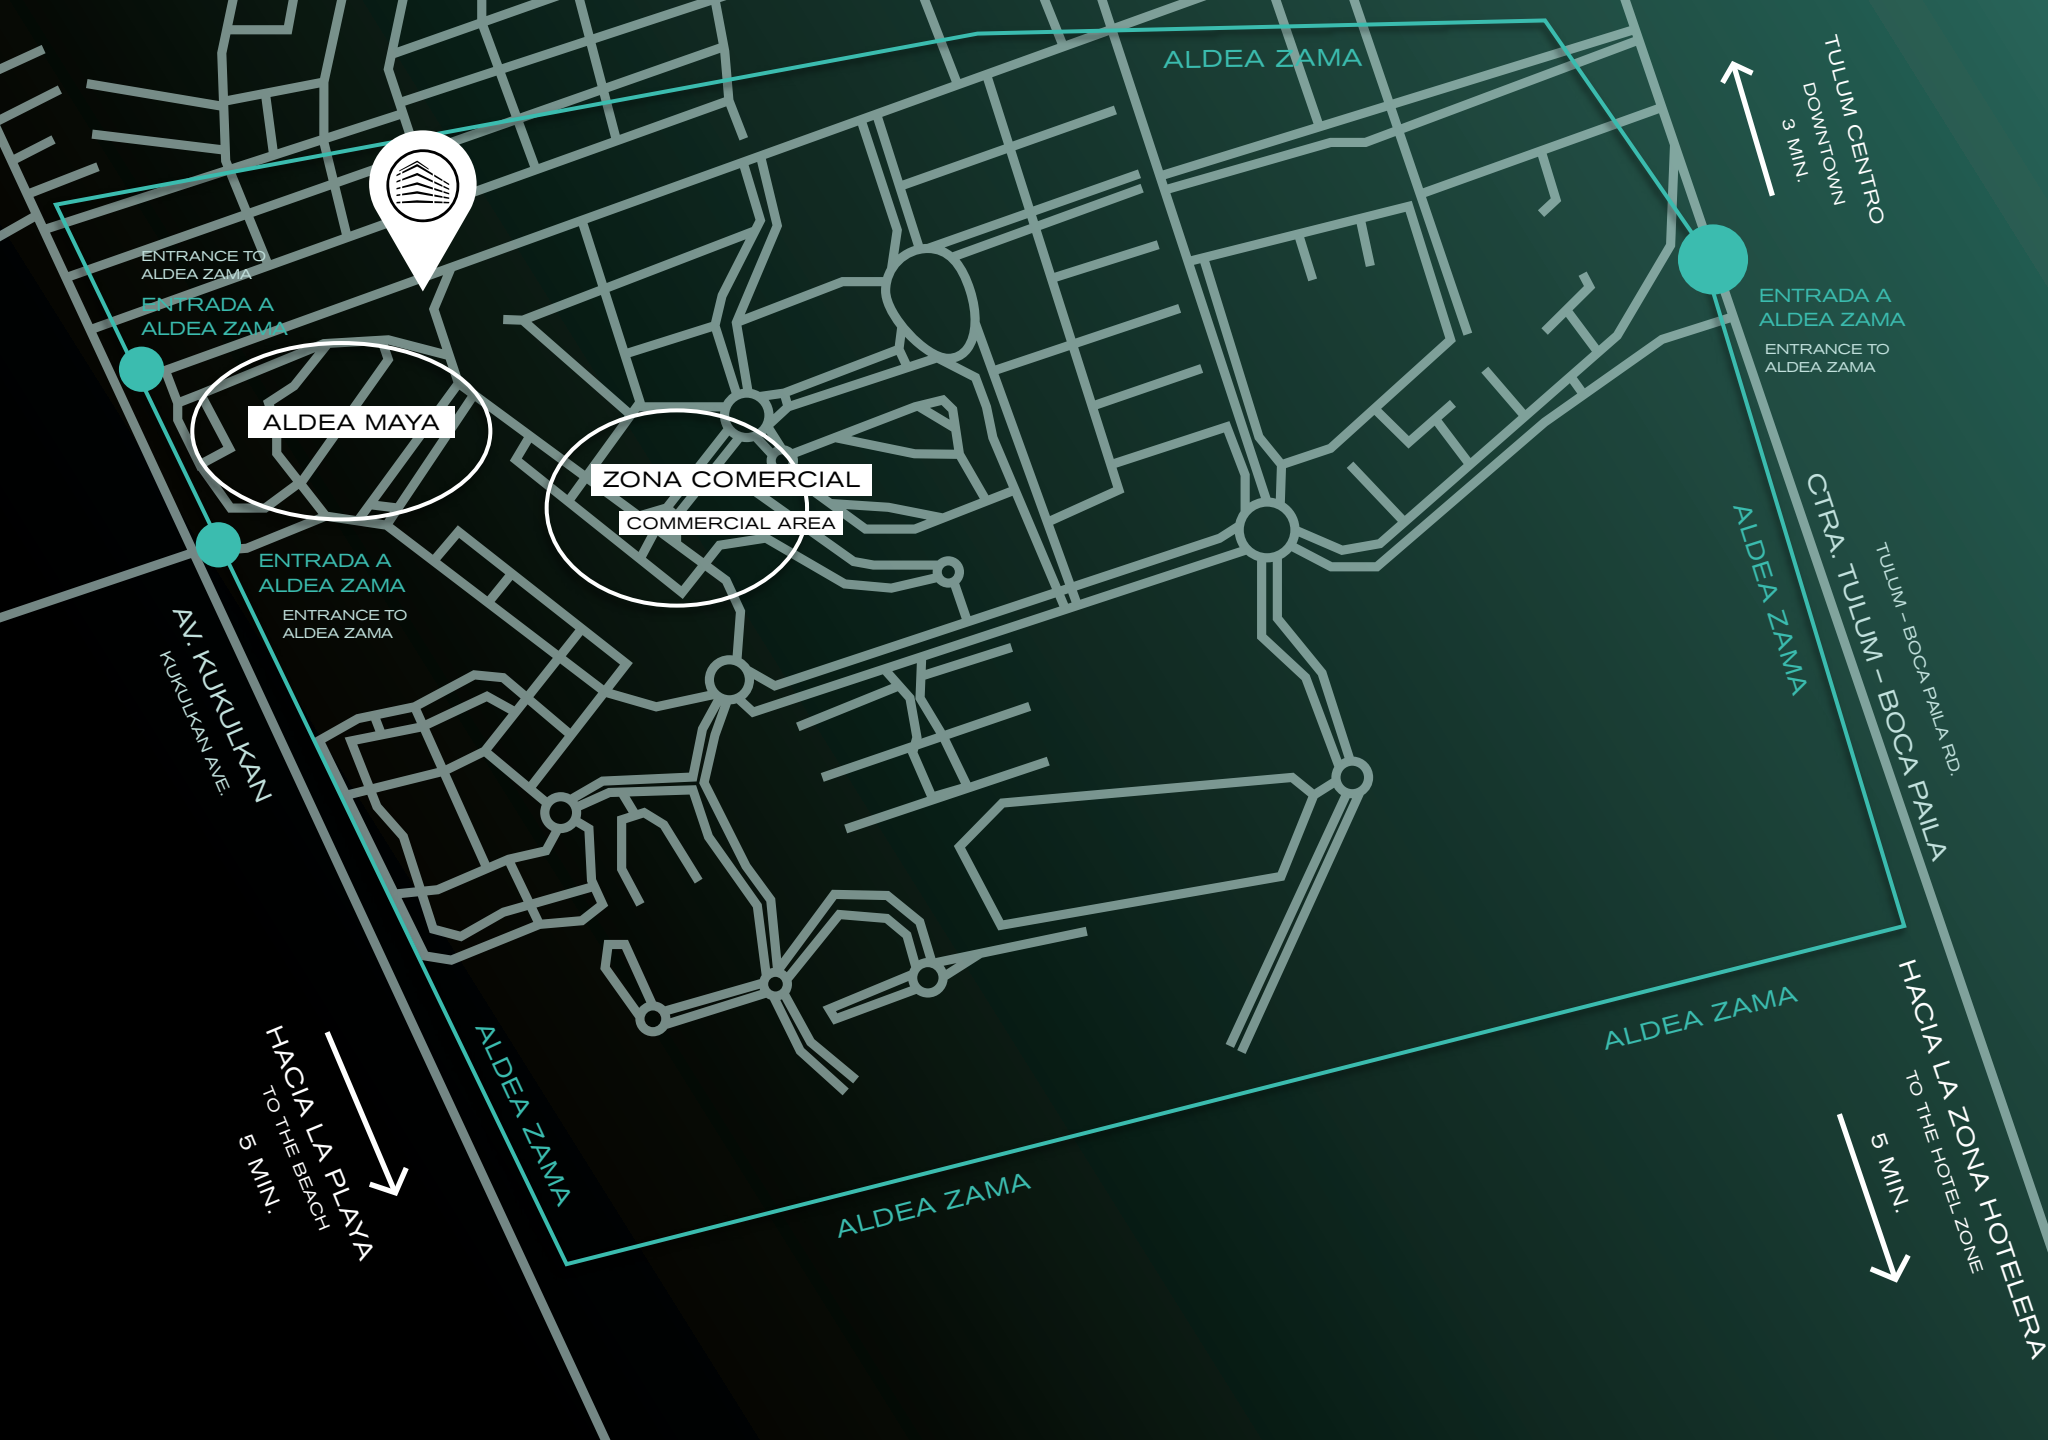 ALDEA ZAMA
TULUM CENTRO
DOWNTOWN
3 MIN.
ENTRANCE TO
ALDEA ZAMA
ENTRADA A
ALDEA ZAMA
ENTRADA A
ALDEA ZAMA
ENTRANCE TO
ALDEA ZAMA
ALDEA MAYA
ZONA COMERCIAL
COMMERCIAL AREA
ENTRADA A
ALDEA ZAMA
ENTRANCE TO
ALDEA ZAMA
AV. KUKULKAN
KUKULKAN AVE.
ALDEA ZAMA
CTRA. TULUM – BOCA PAILA
TULUM – BOCA PAILA RD.
HACIA LA PLAYA
TO THE BEACH
5 MIN.
ALDEA ZAMA
ALDEA ZAMA
ALDEA ZAMA
HACIA LA ZONA HOTELERA
TO THE HOTEL ZONE
5 MIN.